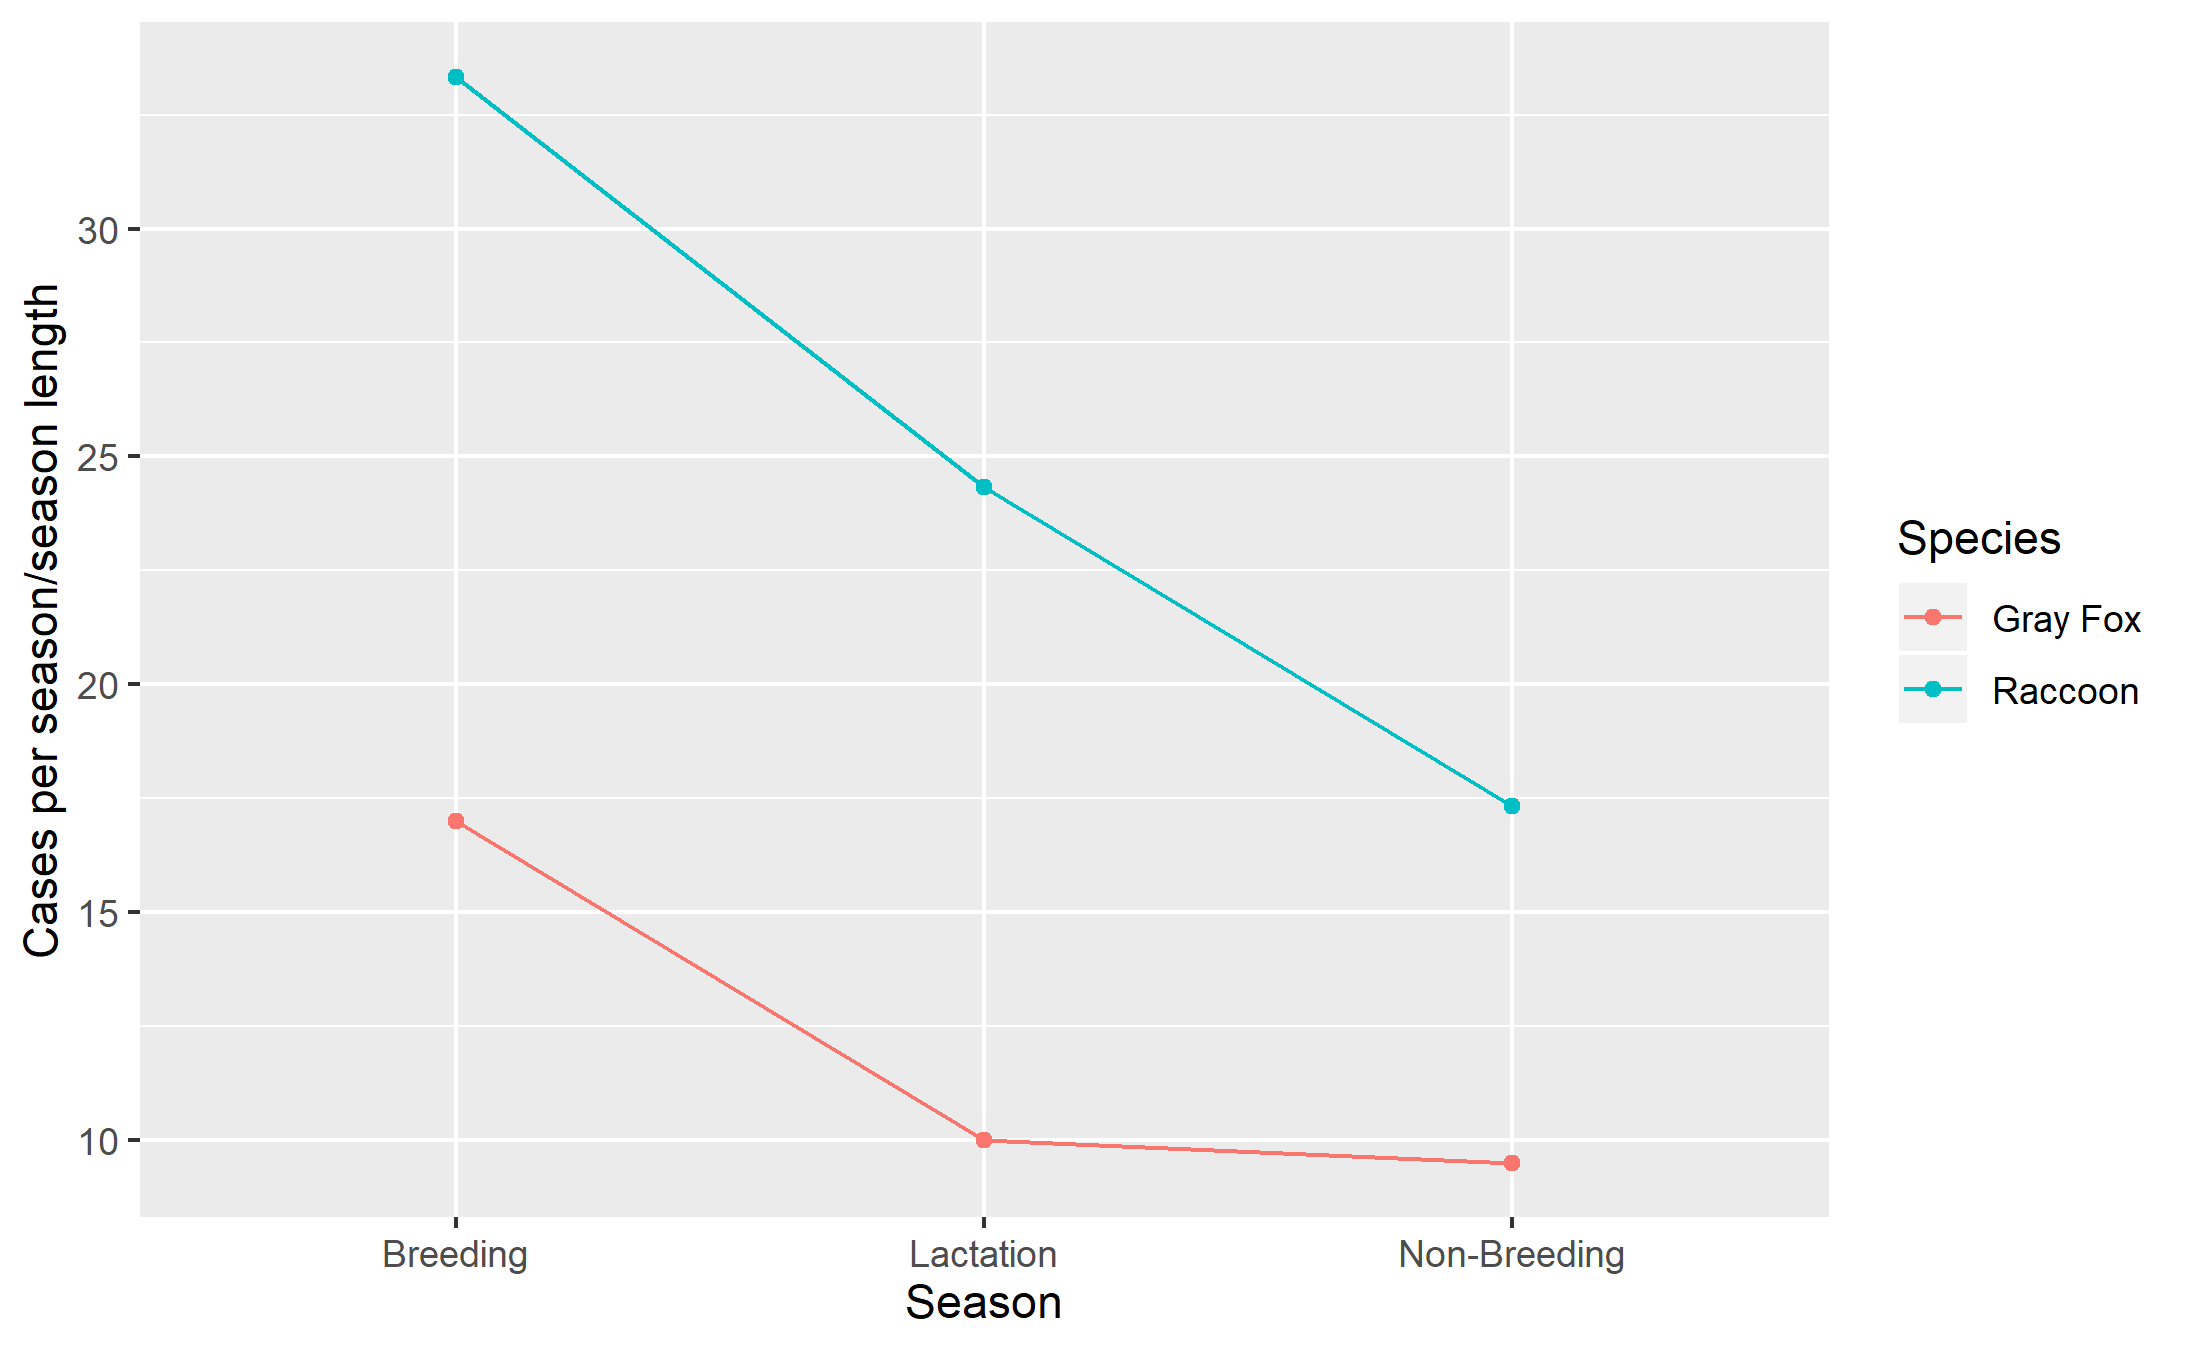 Cases per season/season length
30
25
20
15
10
Breeding
Lactation
Non-Breeding
Season
Species
Gray Fox
Raccoon